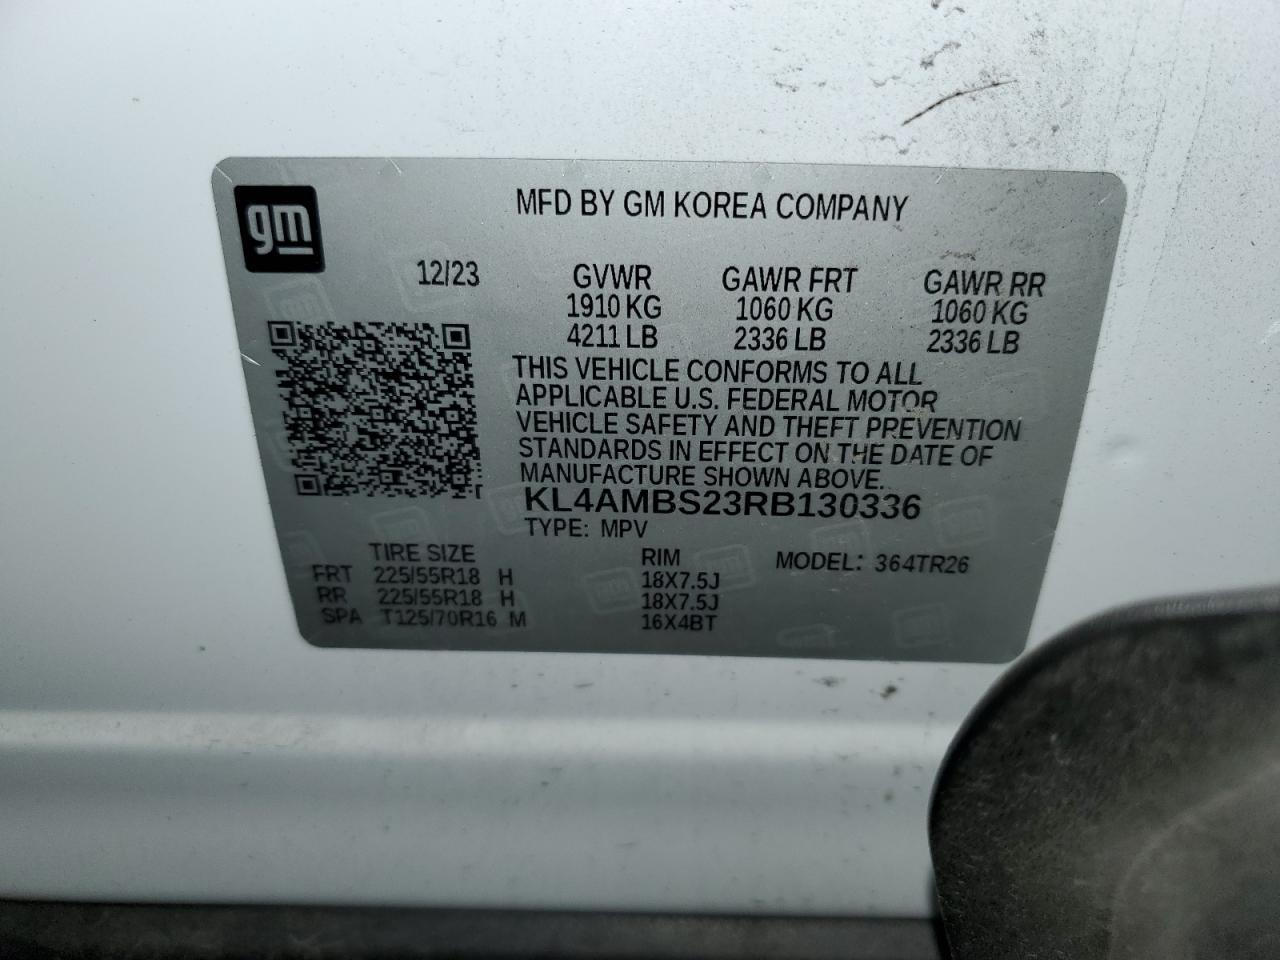 gm
MFD BY GM KOREA COMPANY
12/23 GVWR GAWR FRT GAWR RR
1910 KG 1060 KG 1060 KG
4211 LB 2336 LB 2336 LB
THIS VEHICLE CONFORMS TO ALL
APPLICABLE U.S. FEDERAL MOTOR
VEHICLE SAFETY AND THEFT PREVENTION
STANDARDS IN EFFECT ON THE DATE OF
MANUFACTURE SHOWN ABOVE.
KL4AMBS23RB130336
TYPE: MPV
TIRE SIZE RIM MODEL: 364TR26
FRT 225/55R18 H 18X7.5J
RR 225/55R18 H 18X7.5J
SPA T125/70R16 M 16X4BT